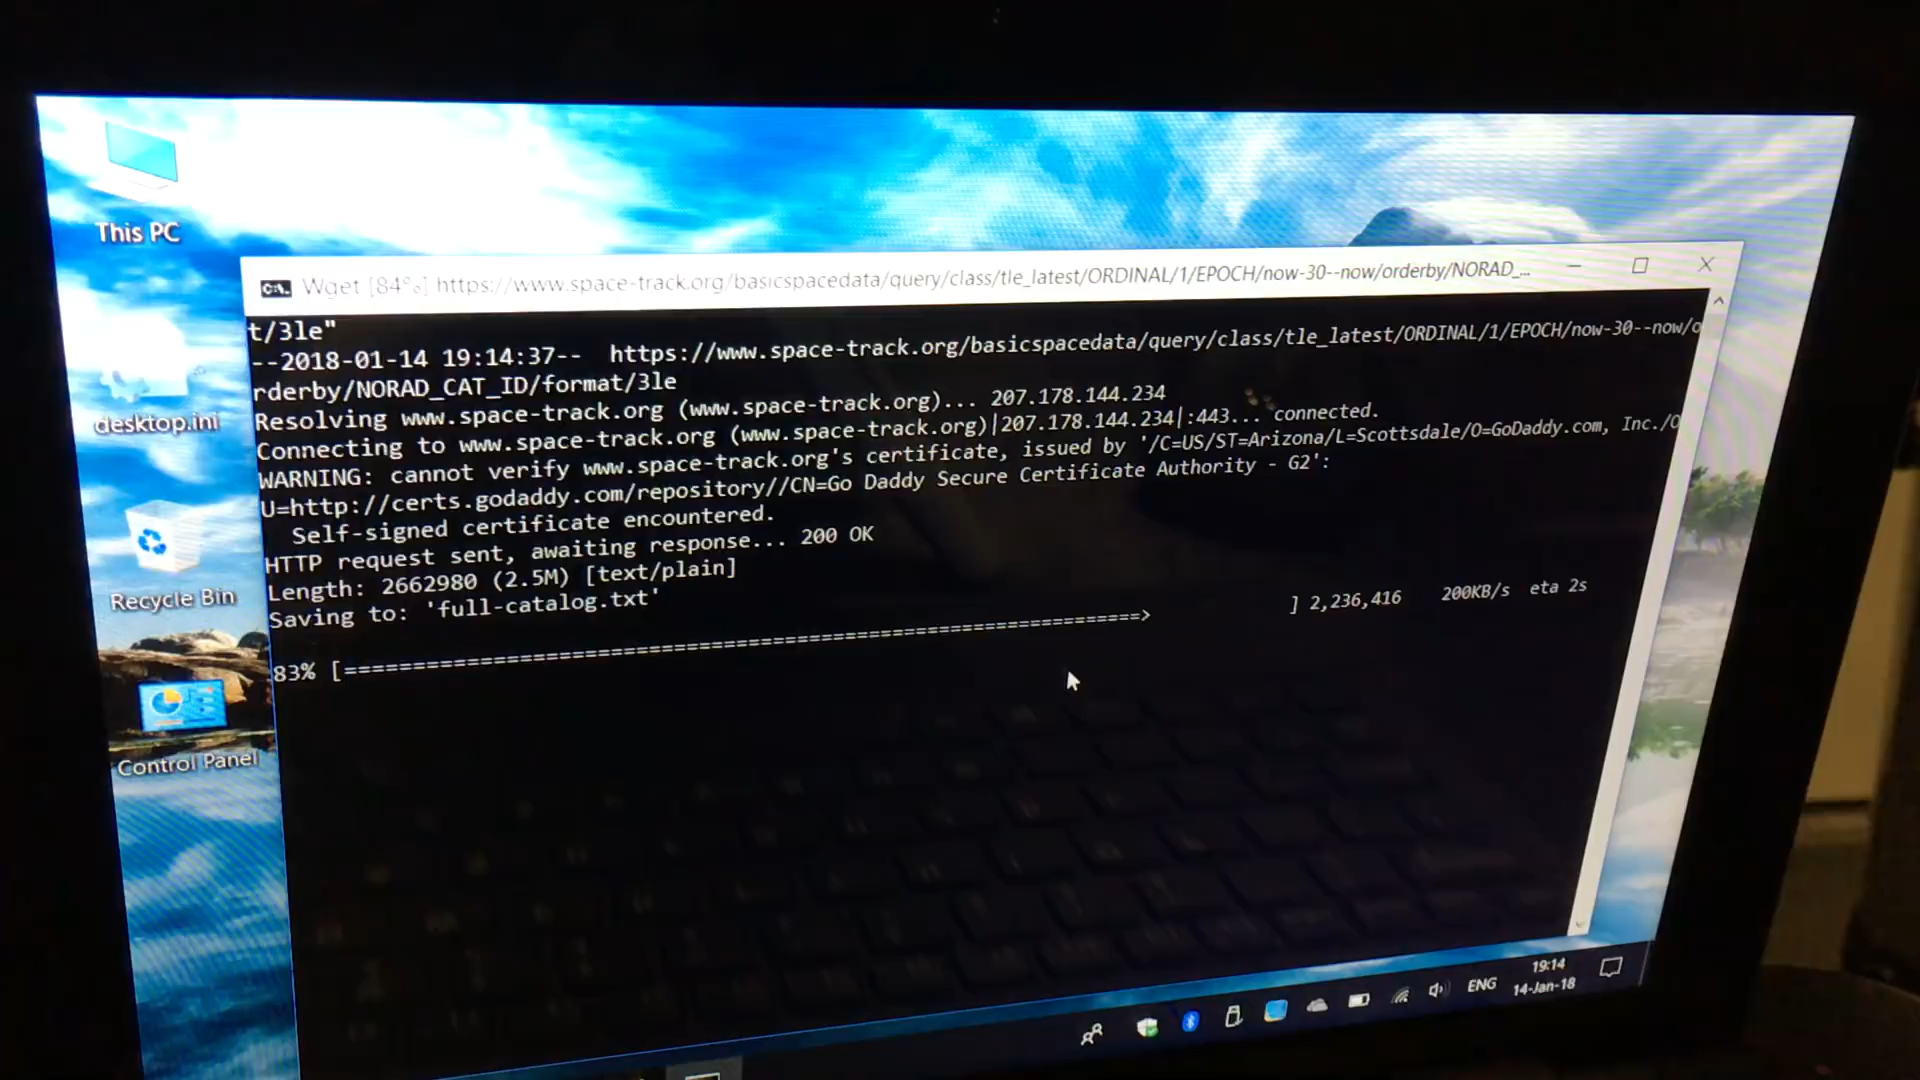 This PC
desktop.ini
Recycle Bin
Control Panel
Wget [84%] https://www.space-track.org/basicspacedata/query/class/tle_latest/ORDINAL/1/EPOCH/now-30--now/orderby/NORAD_...
t/3le"
--2018-01-14 19:14:37--  https://www.space-track.org/basicspacedata/query/class/tle_latest/ORDINAL/1/EPOCH/now-30--now/o
rderby/NORAD_CAT_ID/format/3le
Resolving www.space-track.org (www.space-track.org)... 207.178.144.234
Connecting to www.space-track.org (www.space-track.org)|207.178.144.234|:443... connected.
WARNING: cannot verify www.space-track.org's certificate, issued by '/C=US/ST=Arizona/L=Scottsdale/O=GoDaddy.com, Inc./O
U=http://certs.godaddy.com/repository//CN=Go Daddy Secure Certificate Authority - G2':
  Self-signed certificate encountered.
HTTP request sent, awaiting response... 200 OK
Length: 2662980 (2.5M) [text/plain]
Saving to: 'full-catalog.txt'
83% [==========================================================================> ] 2,236,416 200KB/s eta 2s
ENG
19:14
14-Jan-18